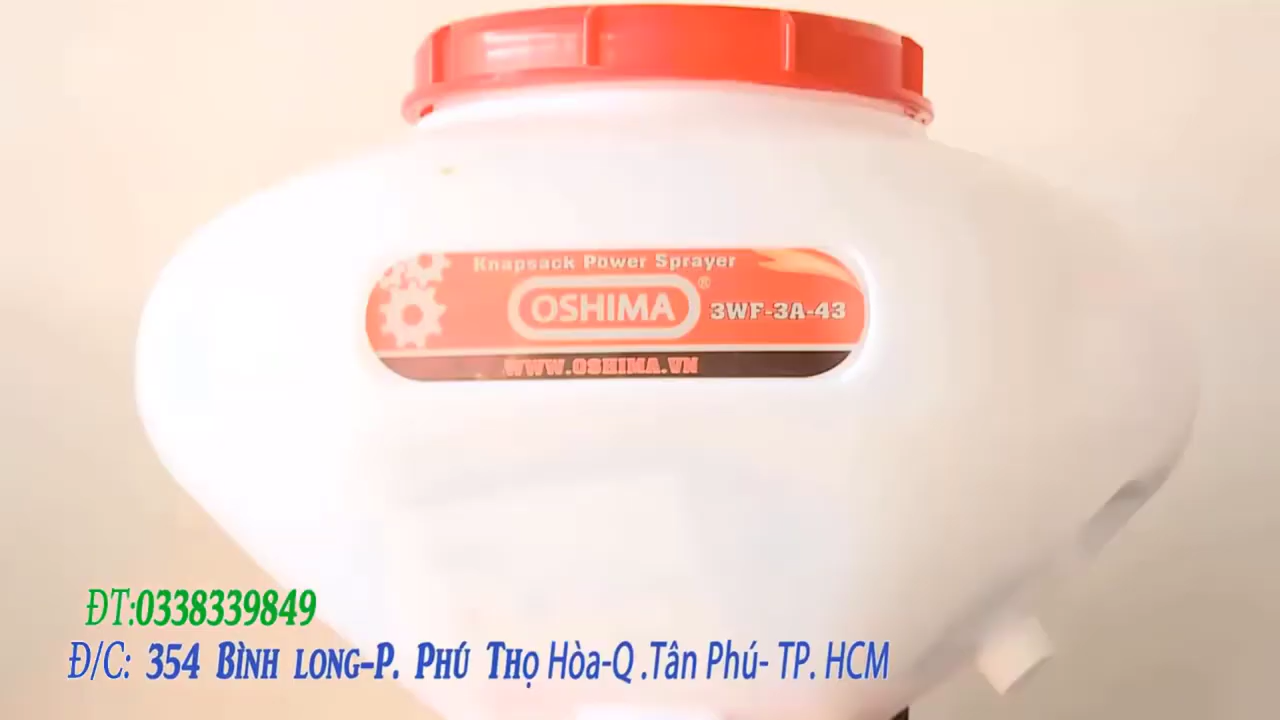 Knapsack Power Sprayer
OSHIMA® 3WF-3A-43
WWW.OSHIMA.VN
ĐT:0338339849
Đ/C: 354 BÌNH LONG-P. PHÚ THỌ Hòa-Q .Tân Phú- TP. HCM